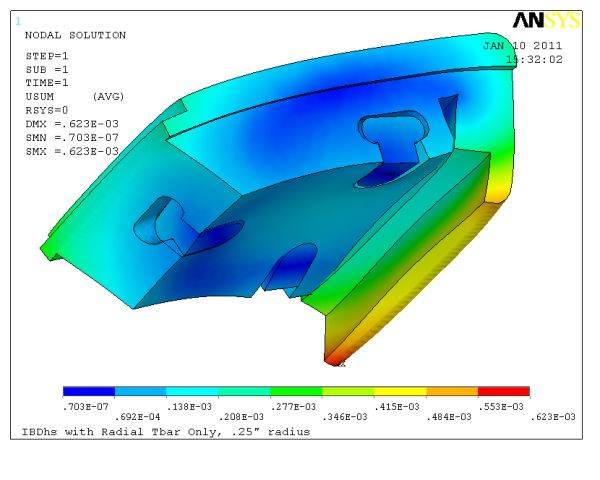 1
ANSYS
NODAL SOLUTION
JAN 10 2011
15:32:02
STEP=1
SUB =1
TIME=1
USUM (AVG)
RSYS=0
DMX =.623E-03
SMN =.703E-07
SMX =.623E-03
.703E-07 .138E-03 .277E-03 .415E-03 .553E-03
.692E-04 .208E-03 .346E-03 .484E-03 .623E-03
IBDhs with Radial Tbar Only, .25" radius